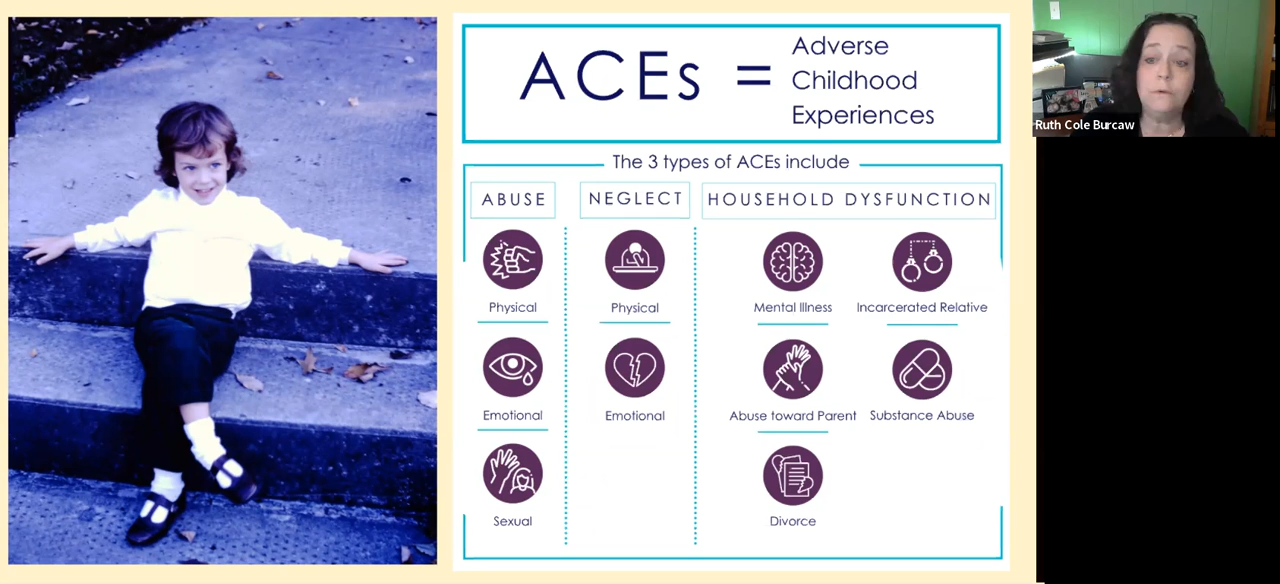 ACEs = Adverse
Childhood
Experiences
The 3 types of ACEs include
ABUSE
Physical
Emotional
Sexual
NEGLECT
Physical
Emotional
HOUSEHOLD DYSFUNCTION
Mental Illness
Incarcerated Relative
Abuse toward Parent
Substance Abuse
Divorce
Ruth Cole Burcaw